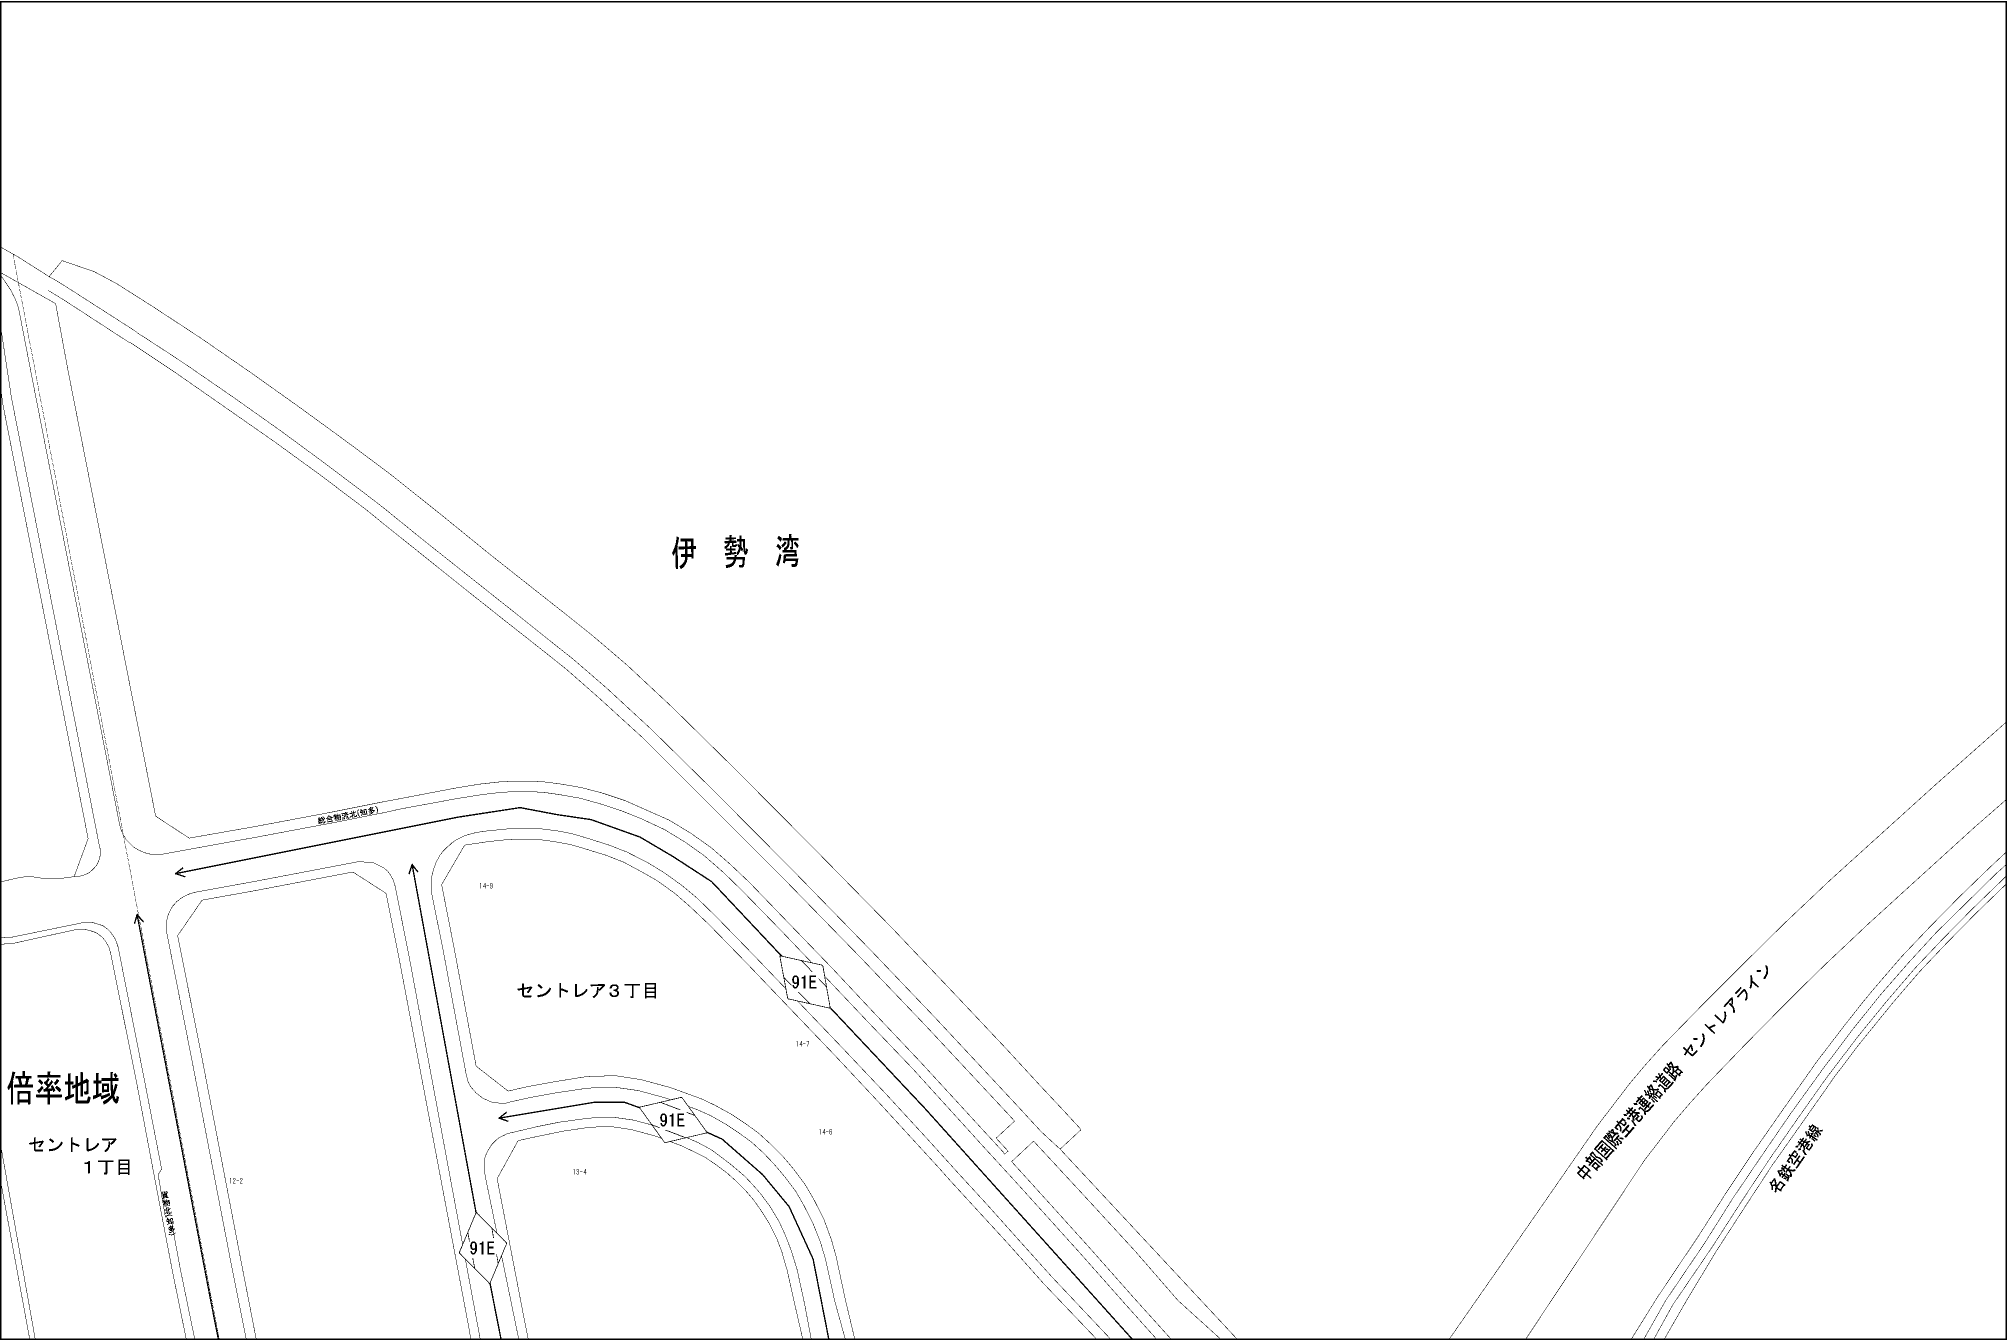 伊勢湾
総合物流北(知多)
14-9
91E
セントレア3丁目
14-7
中部国際空港連絡道路 セントレアライン
名鉄空港線
倍率地域
91E
14-6
セントレア
1丁目
13-4
12-2
91E